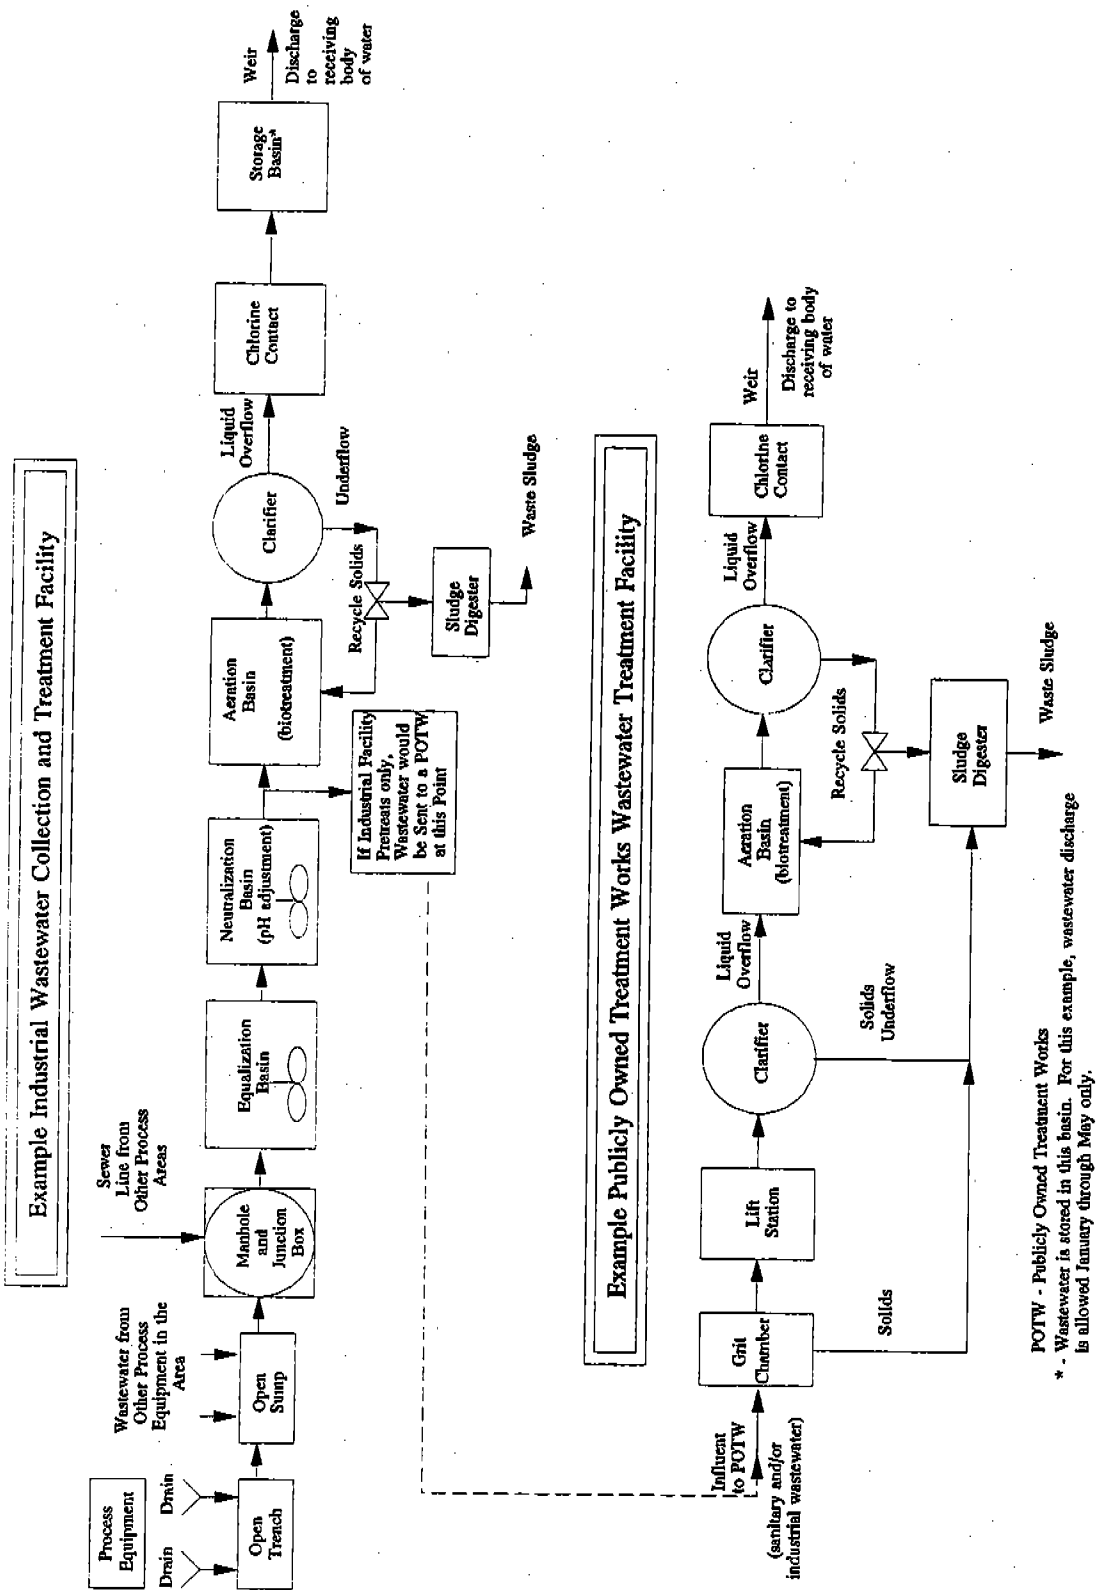 Example Industrial Wastewater Collection and Treatment Facility
Process
Equipment
Drain
Drain
Open
Trench
Wastewater from
Other Process
Equipment in the
Area
Open
Sump
Sewer
Line from
Other Process
Areas
Manhole
and
Junction
Box
Equalization
Basin
Neutralization
Basin
(pH adjustment)
If Industrial Facility
Pretreats only,
Wastewater would
be Sent to a POTW
at this Point
Aeration
Basin
(biotreatment)
Recycle Solids
Clarifier
Underflow
Sludge
Digester
Waste Sludge
Liquid
Overflow
Chlorine
Contact
Storage
Basin*
Weir
Discharge
to
receiving
body
of water
Example Publicly Owned Treatment Works Wastewater Treatment Facility
Influent
to POTW
(sanitary and/or
industrial wastewater)
Grit
Chamber
Solids
Lift
Station
Clarifier
Solids
Underflow
Liquid
Overflow
Aeration
Basin
(biotreatment)
Recycle Solids
Clarifier
Sludge
Digester
Waste Sludge
Liquid
Overflow
Chlorine
Contact
Weir
Discharge to
receiving body
of water
POTW - Publicly Owned Treatment Works
* - Wastewater is stored in this basin. For this example, wastewater discharge
is allowed January through May only.